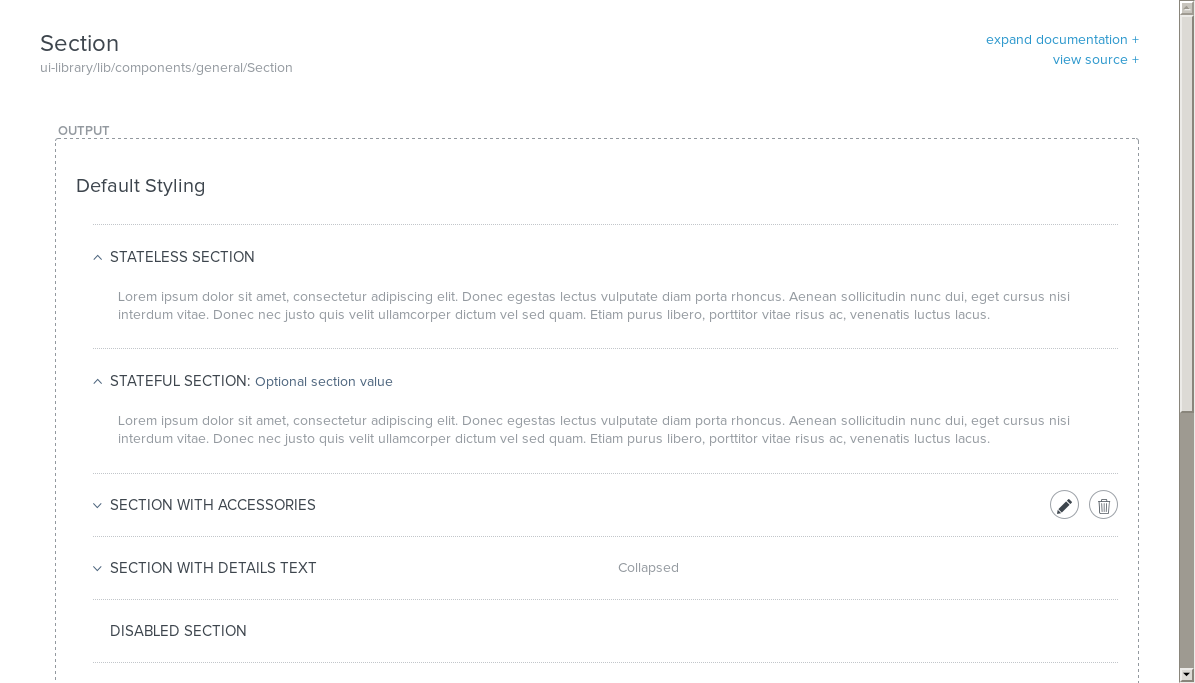 Section
expand documentation +
ui-library/lib/components/general/Section
view source +
OUTPUT
Default Styling
STATELESS SECTION
Lorem ipsum dolor sit amet, consectetur adipiscing elit. Donec egestas lectus vulputate diam porta rhoncus. Aenean sollicitudin nunc dui, eget cursus nisi
interdum vitae. Donec nec justo quis velit ullamcorper dictum vel sed quam. Etiam purus libero, porttitor vitae risus ac, venenatis luctus lacus.
STATEFUL SECTION: Optional section value
Lorem ipsum dolor sit amet, consectetur adipiscing elit. Donec egestas lectus vulputate diam porta rhoncus. Aenean sollicitudin nunc dui, eget cursus nisi
interdum vitae. Donec nec justo quis velit ullamcorper dictum vel sed quam. Etiam purus libero, porttitor vitae risus ac, venenatis luctus lacus.
SECTION WITH ACCESSORIES
SECTION WITH DETAILS TEXT Collapsed
DISABLED SECTION